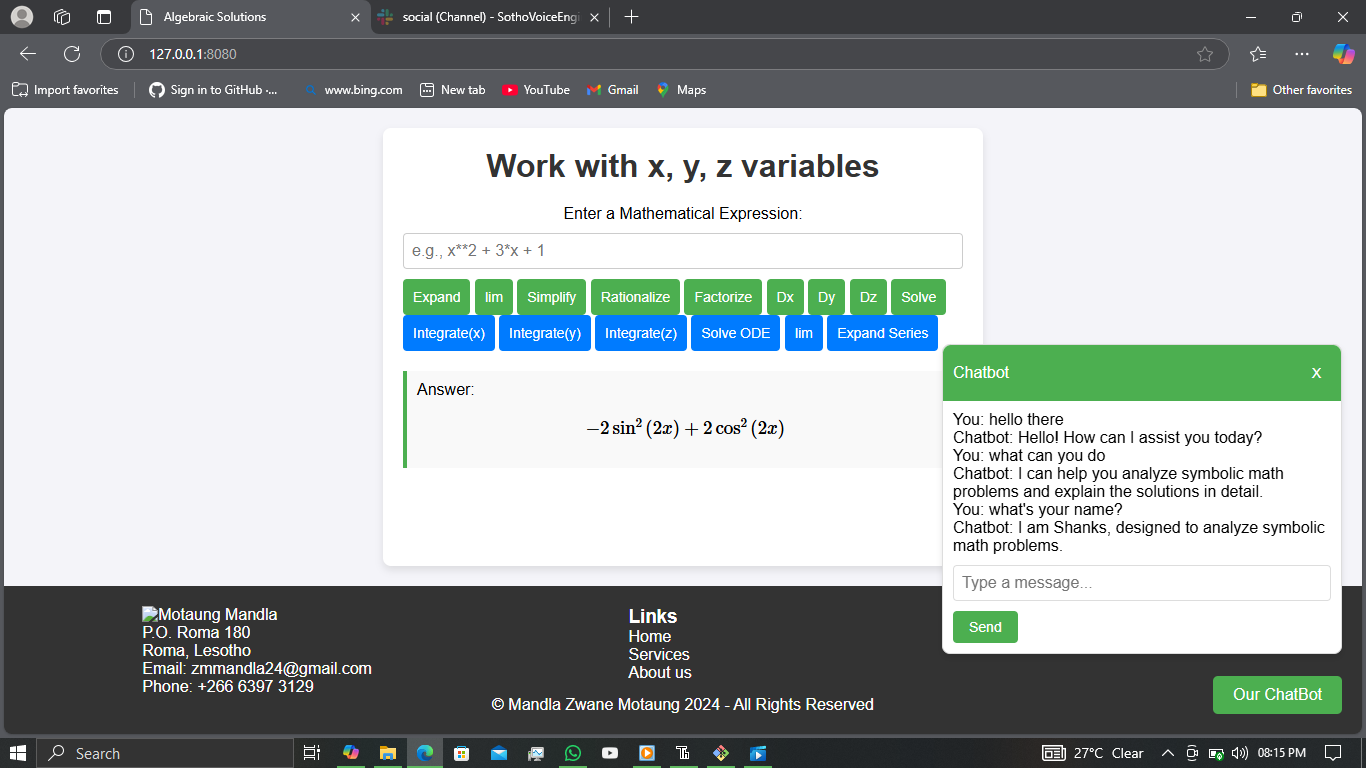 Algebraic Solutions
social (Channel) - SothoVoiceEngi
127.0.0.1:8080
Import favorites
Sign in to GitHub ·...
www.bing.com
New tab
YouTube
Gmail
Maps
Other favorites
Work with x, y, z variables
Enter a Mathematical Expression:
e.g., x**2 + 3*x + 1
Expand lim Simplify Rationalize Factorize Dx Dy Dz Solve
Integrate(x) Integrate(y) Integrate(z) Solve ODE lim Expand Series
Answer:
−2 sin² (2x) + 2 cos² (2x)
Chatbot X
You: hello there
Chatbot: Hello! How can I assist you today?
You: what can you do
Chatbot: I can help you analyze symbolic math
problems and explain the solutions in detail.
You: what's your name?
Chatbot: I am Shanks, designed to analyze symbolic
math problems.
Type a message...
Send
Our ChatBot
Motaung Mandla
P.O. Roma 180
Roma, Lesotho
Email: zmmandla24@gmail.com
Phone: +266 6397 3129
Links
Home
Services
About us
© Mandla Zwane Motaung 2024 - All Rights Reserved
Search
27°C Clear
08:15 PM